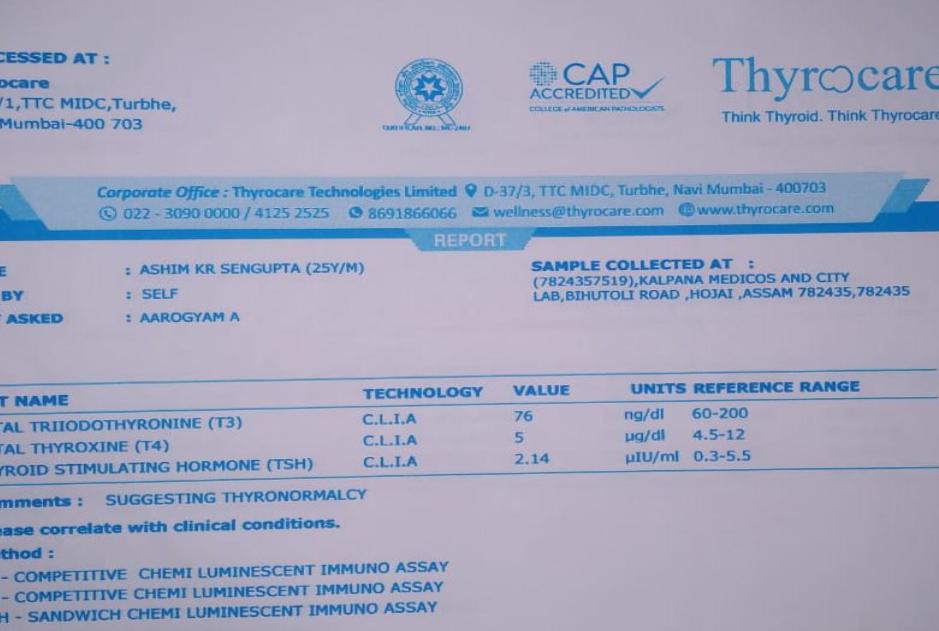 CESSED AT :
ocare
/1,TTC MIDC,Turbhe,
Mumbai-400 703
CAP
ACCREDITED
COLLEGE of AMERICAN PATHOLOGISTS
Thyrocare
Think Thyroid. Think Thyrocare
Corporate Office : Thyrocare Technologies Limited D-37/3, TTC MIDC, Turbhe, Navi Mumbai - 400703
022 - 3090 0000 / 4125 2525 8691866066 wellness@thyrocare.com www.thyrocare.com
REPORT
E : ASHIM KR SENGUPTA (25Y/M)
BY : SELF
ASKED : AAROGYAM A
SAMPLE COLLECTED AT :
(7824357519),KALPANA MEDICOS AND CITY
LAB,BIHUTOLI ROAD ,HOJAI ,ASSAM 782435,782435
T NAME TECHNOLOGY VALUE UNITS REFERENCE RANGE
TAL TRIIODOTHYRONINE (T3) C.L.I.A 76 ng/dl 60-200
TAL THYROXINE (T4) C.L.I.A 5 µg/dl 4.5-12
YROID STIMULATING HORMONE (TSH) C.L.I.A 2.14 µIU/ml 0.3-5.5
mments : SUGGESTING THYRONORMALCY
ease correlate with clinical conditions.
thod :
- COMPETITIVE CHEMI LUMINESCENT IMMUNO ASSAY
- COMPETITIVE CHEMI LUMINESCENT IMMUNO ASSAY
H - SANDWICH CHEMI LUMINESCENT IMMUNO ASSAY